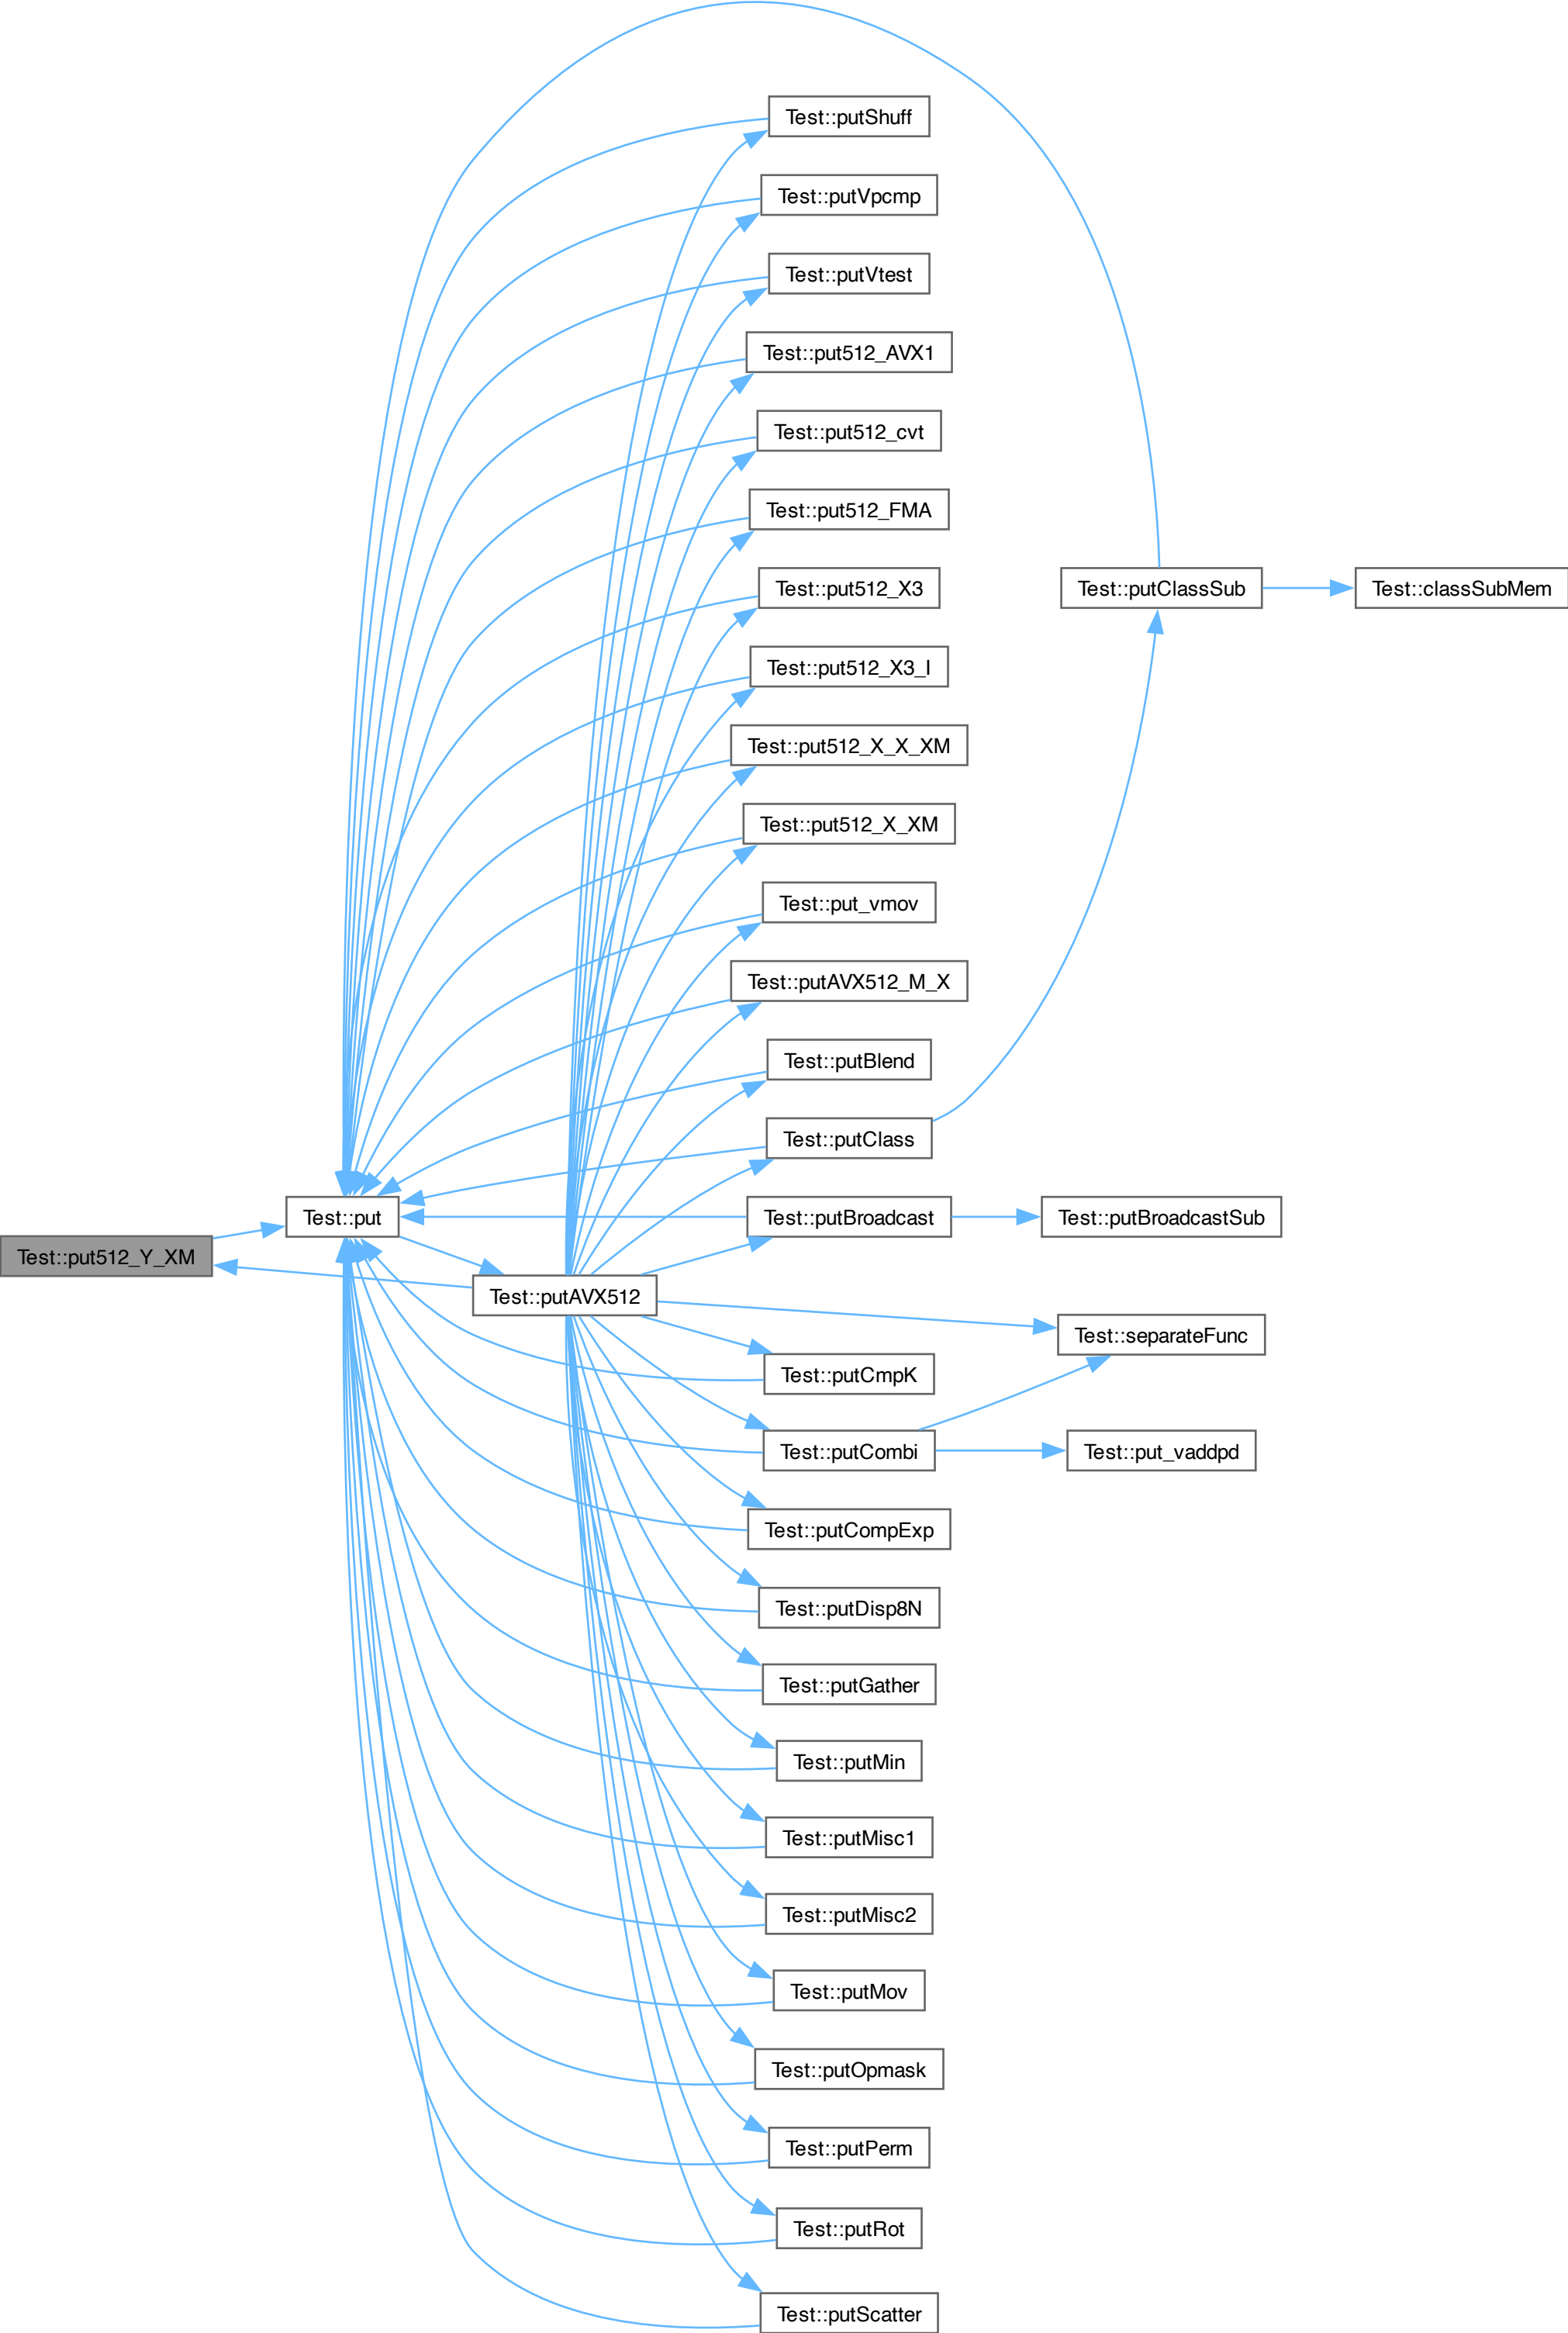 Test::putShuff
Test::putVpcmp
Test::putVtest
Test::put512_AVX1
Test::put512_cvt
Test::put512_FMA
Test::put512_X3
Test::putClassSub
Test::classSubMem
Test::put512_X3_I
Test::put512_X_X_XM
Test::put512_X_XM
Test::put_vmov
Test::putAVX512_M_X
Test::putBlend
Test::putClass
Test::put
Test::putBroadcast
Test::putBroadcastSub
Test::put512_Y_XM
Test::putAVX512
Test::separateFunc
Test::putCmpK
Test::putCombi
Test::put_vaddpd
Test::putCompExp
Test::putDisp8N
Test::putGather
Test::putMin
Test::putMisc1
Test::putMisc2
Test::putMov
Test::putOpmask
Test::putPerm
Test::putRot
Test::putScatter